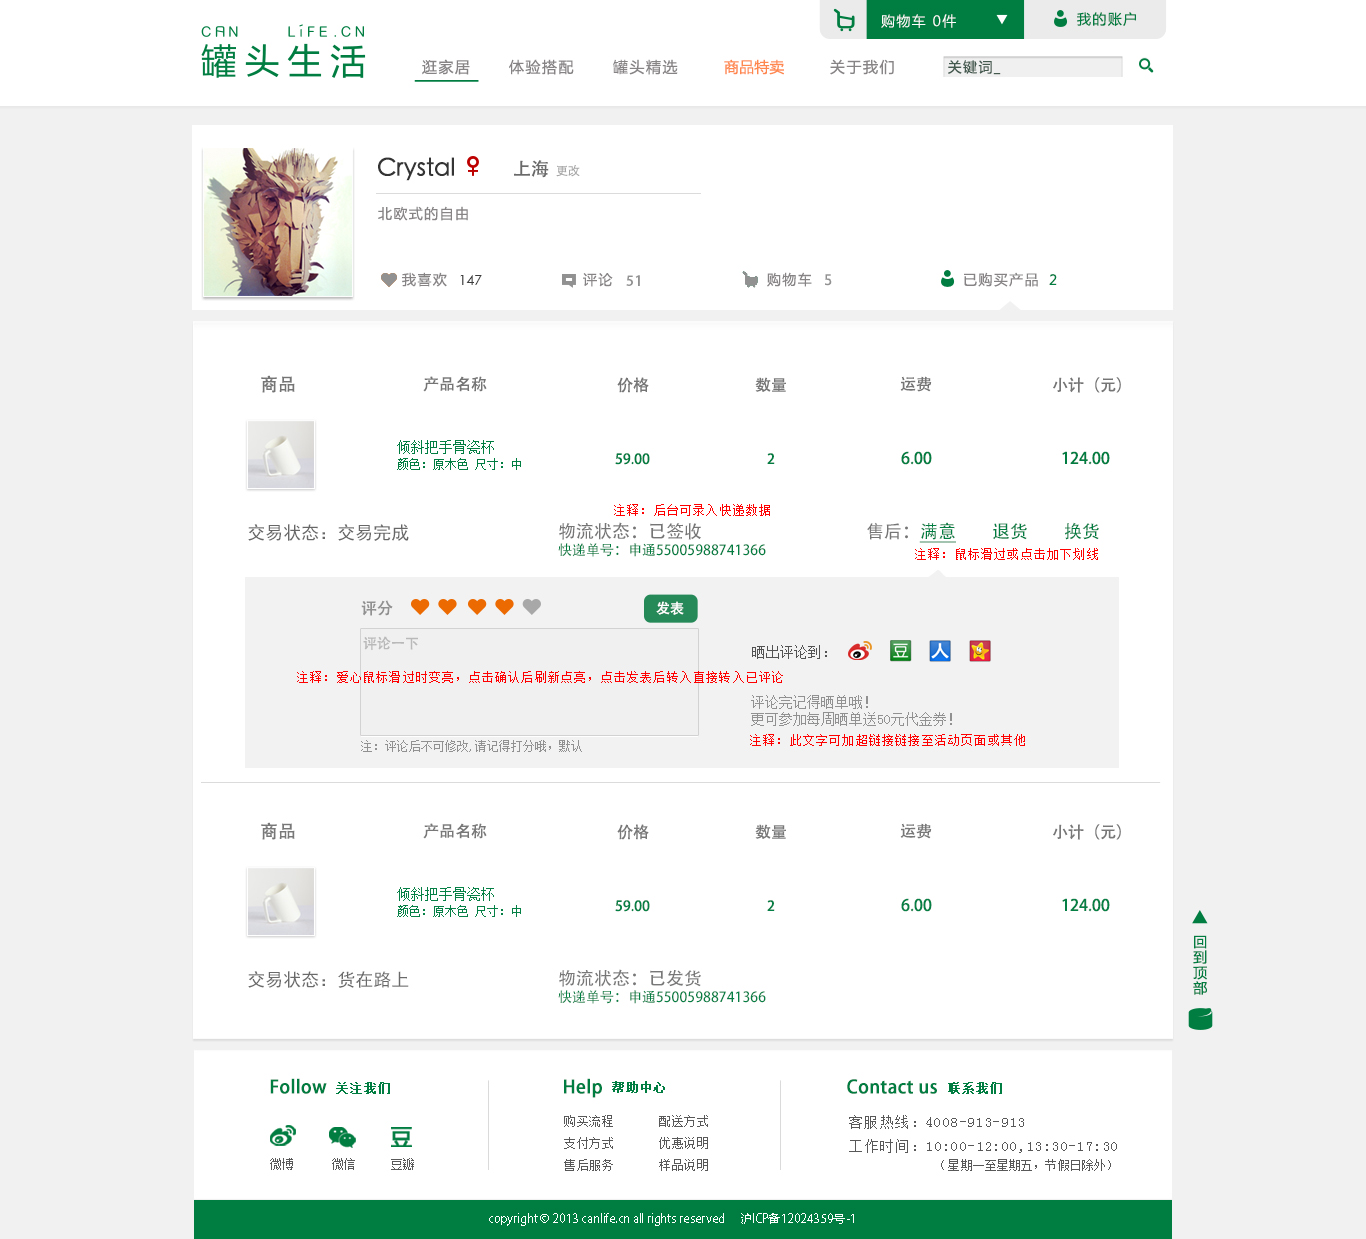 CAN LiFE.CN
罐头生活
购物车 0件 ▼
我的账户
逛家居 体验搭配 罐头精选 商品特卖 关于我们
关键词_
Crystal 上海 更改
北欧式的自由
我喜欢 147 评论 51 购物车 5 已购买产品 2
商品 产品名称 价格 数量 运费 小计（元）
倾斜把手骨瓷杯
颜色：原木色 尺寸：中
59.00 2 6.00 124.00
注释：后台可录入快递数据
交易状态：交易完成 物流状态：已签收 售后：满意 退货 换货
快递单号：申通55005988741366
注释：鼠标滑过或点击加下划线
评分 发表
评论一下
晒出评论到：
豆 人
注释：爱心鼠标滑过时变亮，点击确认后刷新点亮，点击发表后转入直接转入已评论
评论完记得晒单哦！
更可参加每周晒单送50元代金券！
注释：此文字可加超链接链接至活动页面或其他
注：评论后不可修改,请记得打分哦，默认
商品 产品名称 价格 数量 运费 小计（元）
倾斜把手骨瓷杯
颜色：原木色 尺寸：中
59.00 2 6.00 124.00
交易状态：货在路上 物流状态：已发货
快递单号：申通55005988741366
回到顶部
Follow 关注我们
豆
微博 微信 豆瓣
Help 帮助中心
购买流程 配送方式
支付方式 优惠说明
售后服务 样品说明
Contact us 联系我们
客服热线：4008-913-913
工作时间：10:00-12:00,13:30-17:30
（星期一至星期五，节假日除外）
copyright© 2013 canlife.cn all rights reserved 沪ICP备12024359号-1